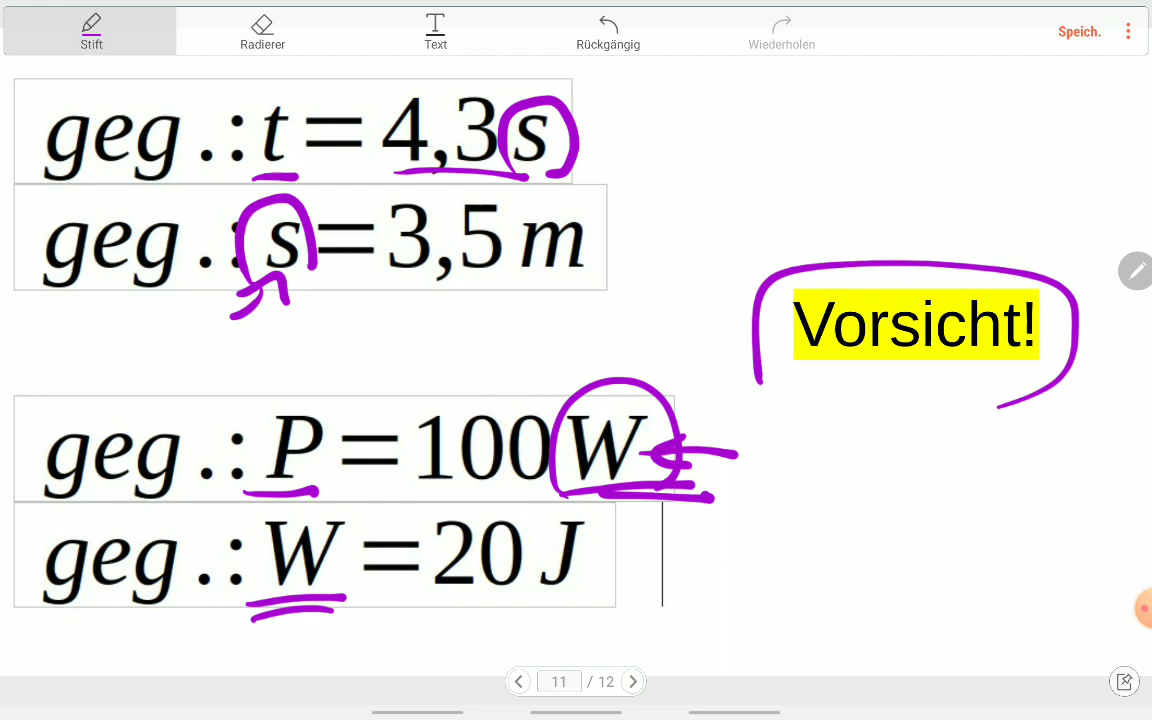 Stift Radierer Text Rückgängig Wiederholen Speich.
geg.: t = 4,3 s
geg.: s = 3,5 m
Vorsicht!
geg.: P = 100 W
geg.: W = 20 J
11 / 12